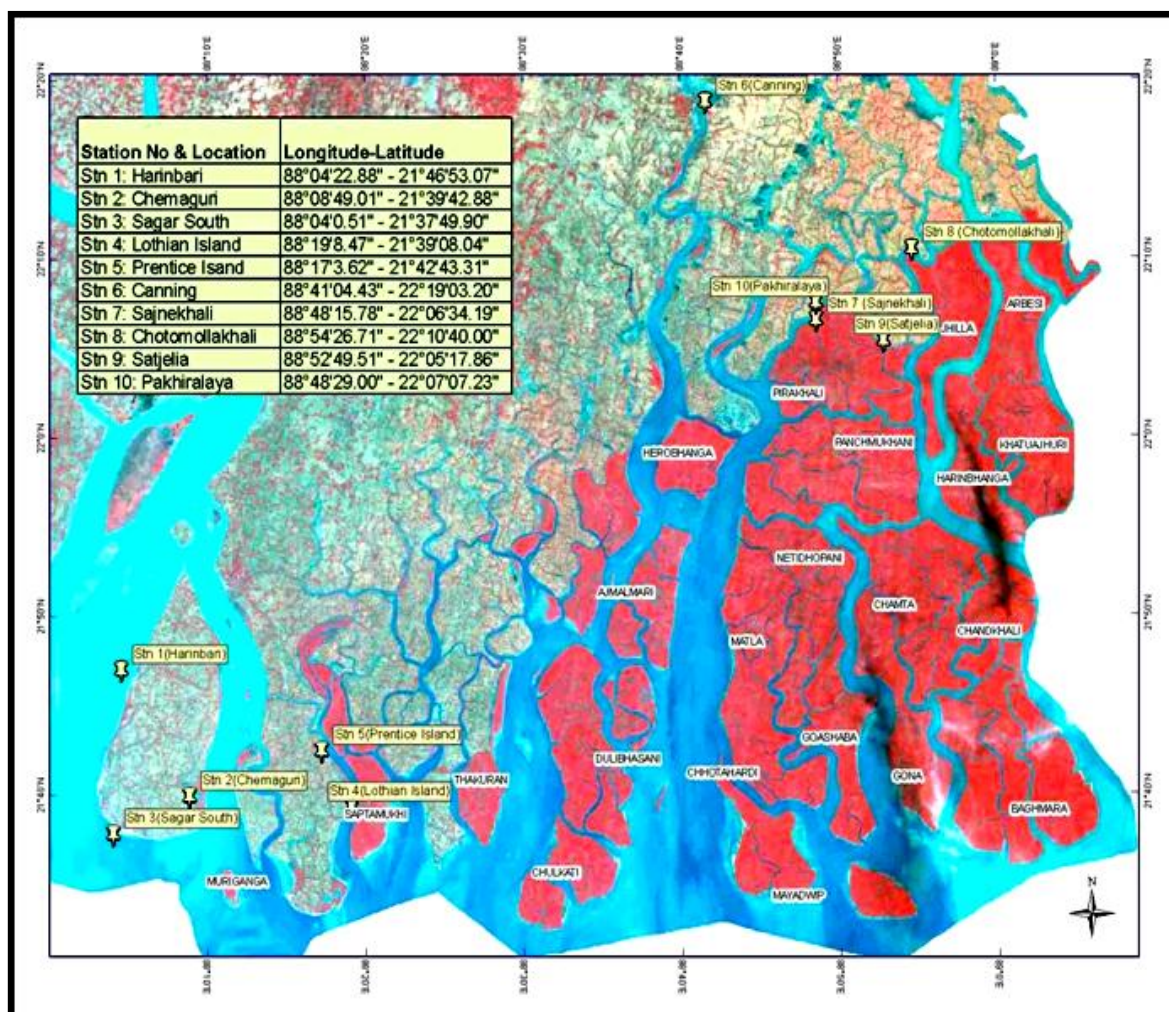 Stn 6(Canning)
Station No & Location Longitude-Latitude
Stn 1: Harinbari 88°04'22.88" - 21°46'53.07"
Stn 2: Chemaguri 88°08'49.01" - 21°39'42.88"
Stn 3: Sagar South 88°04'0.51" - 21°37'49.90"
Stn 4: Lothian Island 88°19'8.47" - 21°39'08.04"
Stn 5: Prentice Isand 88°17'3.62" - 21°42'43.31"
Stn 6: Canning 88°41'04.43" - 22°19'03.20"
Stn 7: Sajnekhali 88°48'15.78" - 22°06'34.19"
Stn 8: Chotomollakhali 88°54'26.71" - 22°10'40.00"
Stn 9: Satjelia 88°52'49.51" - 22°05'17.86"
Stn 10: Pakhiralaya 88°48'29.00" - 22°07'07.23"
Stn 8 (Chotomollakhali)
Stn 10(Pakhiralaya)
Stn 7 (Sajnekhali)
Stn 9(Satjelia)
ARBESI
JHILLA
PIRAKHALI
PANCHMUKHANI
KHATUAJHURI
HEROBHANGA
HARINBHANGA
NETIDHOPANI
AJMALMARI
CHAMTA
CHANDKHALI
MATLA
Stn 1(Harinbari)
Stn 5(Prentice Island)
GOASHABA
DULIBHASANI
Stn 2(Chemaguri)
THAKURAN
CHHOTAHARDI
GONA
Stn 4(Lothian Island)
BAGHMARA
Stn 3(Sagar South)
SAPTAMUKHI
MURIGANGA
CHULKATI
MAYADWIP
N